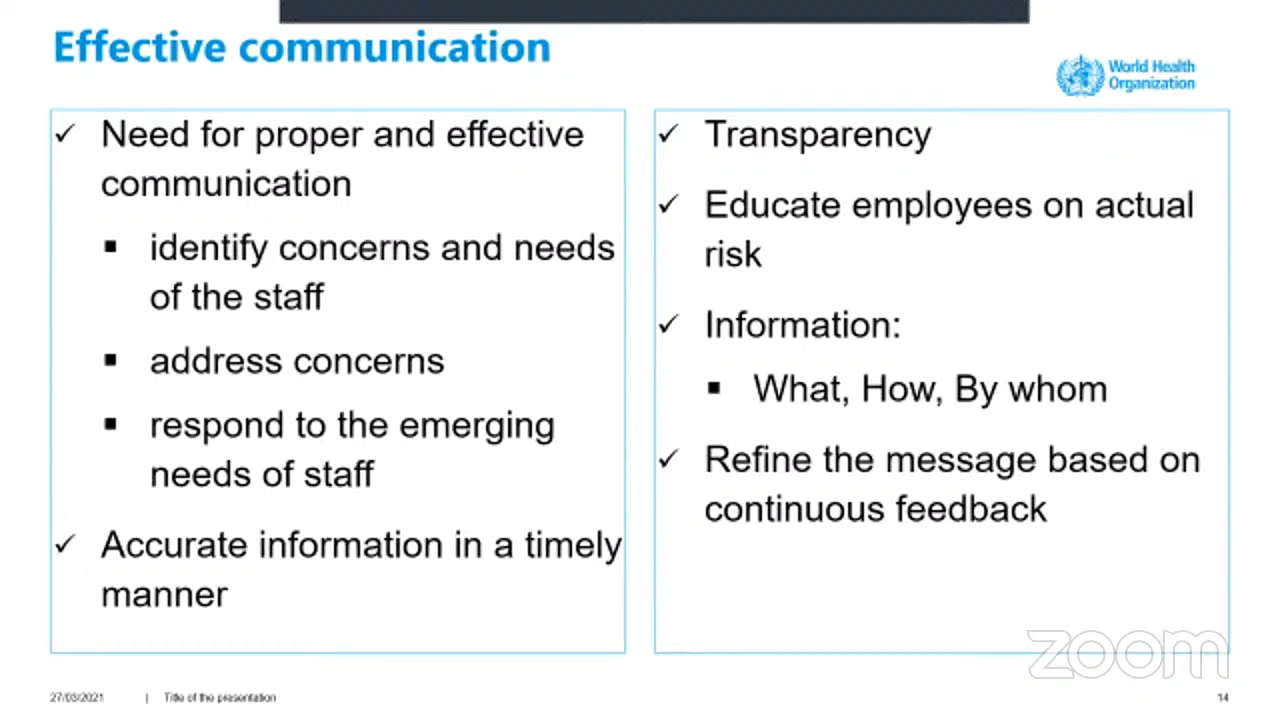 Effective communication
World Health
Organization
✓ Need for proper and effective
communication
▪ identify concerns and needs
of the staff
▪ address concerns
▪ respond to the emerging
needs of staff
✓ Accurate information in a timely
manner
✓ Transparency
✓ Educate employees on actual
risk
✓ Information:
▪ What, How, By whom
✓ Refine the message based on
continuous feedback
zoom
27/03/2021 | Title of the presentation 14